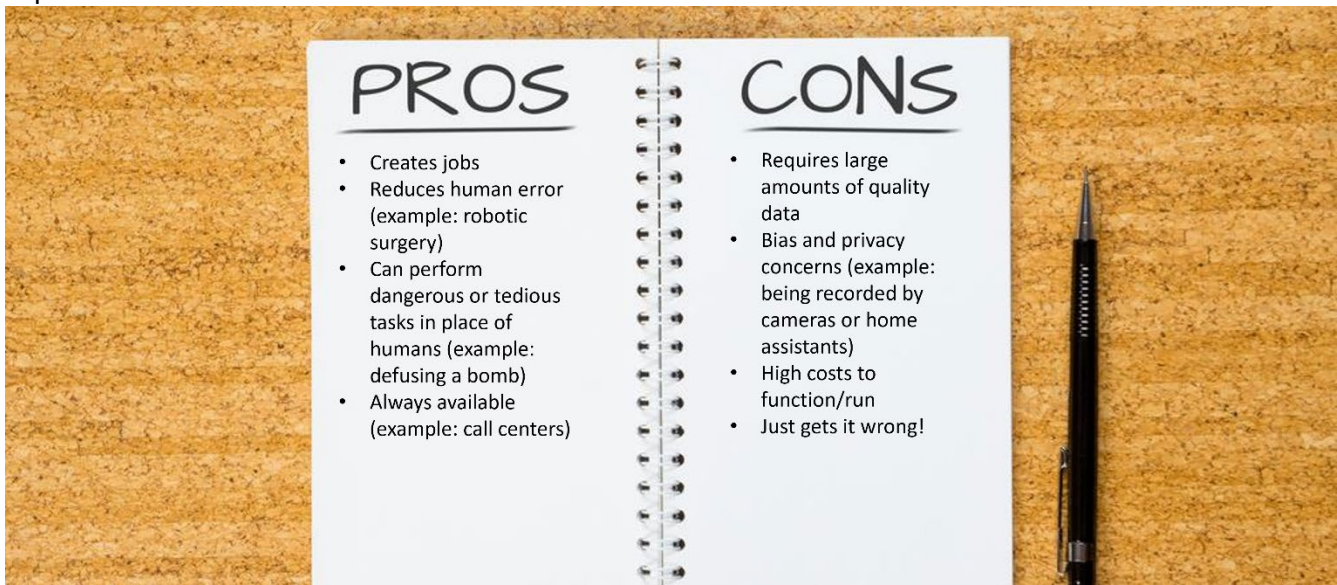 PROS
• Creates jobs
• Reduces human error
(example: robotic
surgery)
• Can perform
dangerous or tedious
tasks in place of
humans (example:
defusing a bomb)
• Always available
(example: call centers)
CONS
• Requires large
amounts of quality
data
• Bias and privacy
concerns (example:
being recorded by
cameras or home
assistants)
• High costs to
function/run
• Just gets it wrong!